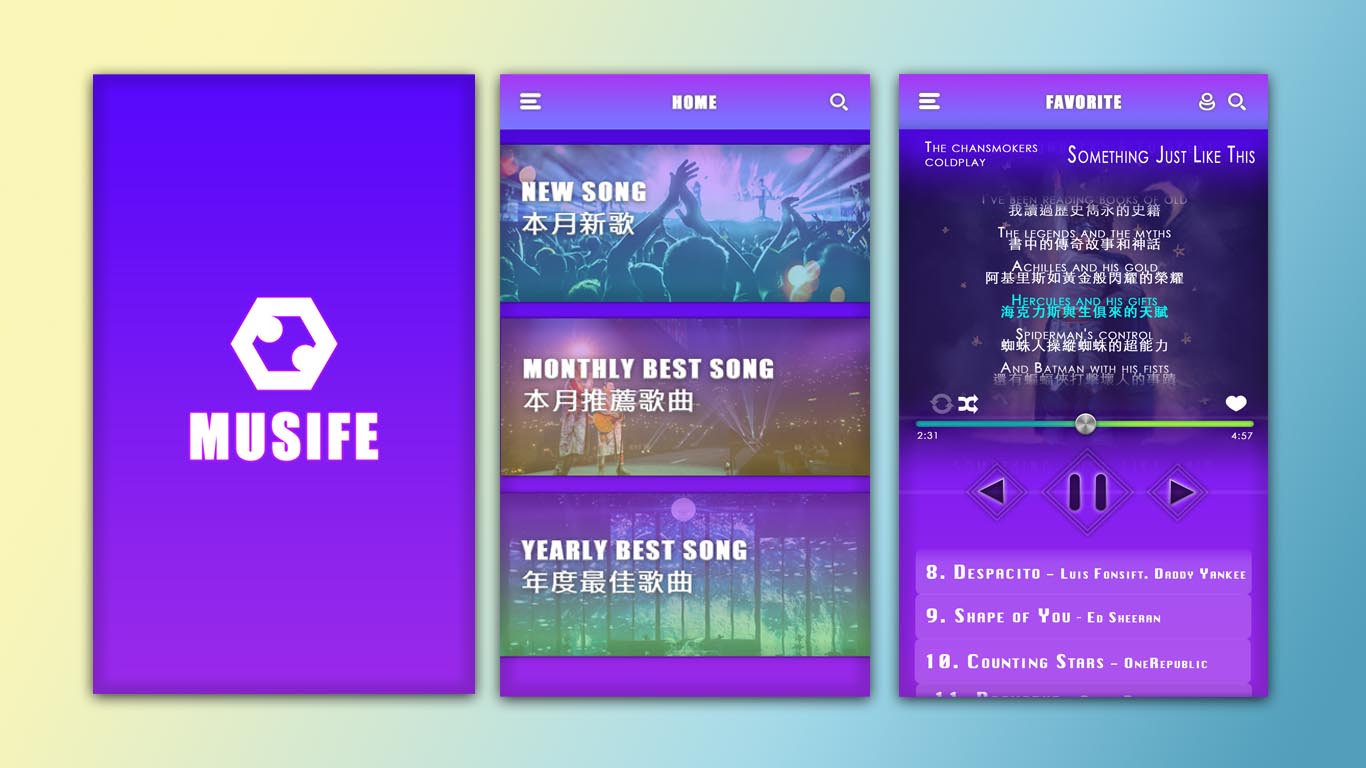 MUSIFE
HOME
NEW SONG
本月新歌
MONTHLY BEST SONG
本月推薦歌曲
YEARLY BEST SONG
年度最佳歌曲
FAVORITE
THE CHANSMOKERS
COLDPLAY
SOMETHING JUST LIKE THIS
I'VE BEEN READING BOOKS OF OLD
我讀過歷史雋永的史籍
THE LEGENDS AND THE MYTHS
書中的傳奇故事和神話
ACHILLES AND HIS GOLD
阿基里斯如黃金般閃耀的榮耀
HERCULES AND HIS GIFTS
海克力斯與生俱來的天賦
SPIDERMAN'S CONTROL
蜘蛛人操縱蜘蛛的超能力
AND BATMAN WITH HIS FISTS
還有蝙蝠俠打擊壞人的事蹟
2:31
4:57
8. DESPACITO – LUIS FONSIFT. DADDY YANKEE
9. SHAPE OF YOU - ED SHEERAN
10. COUNTING STARS – ONEREPUBLIC
11.